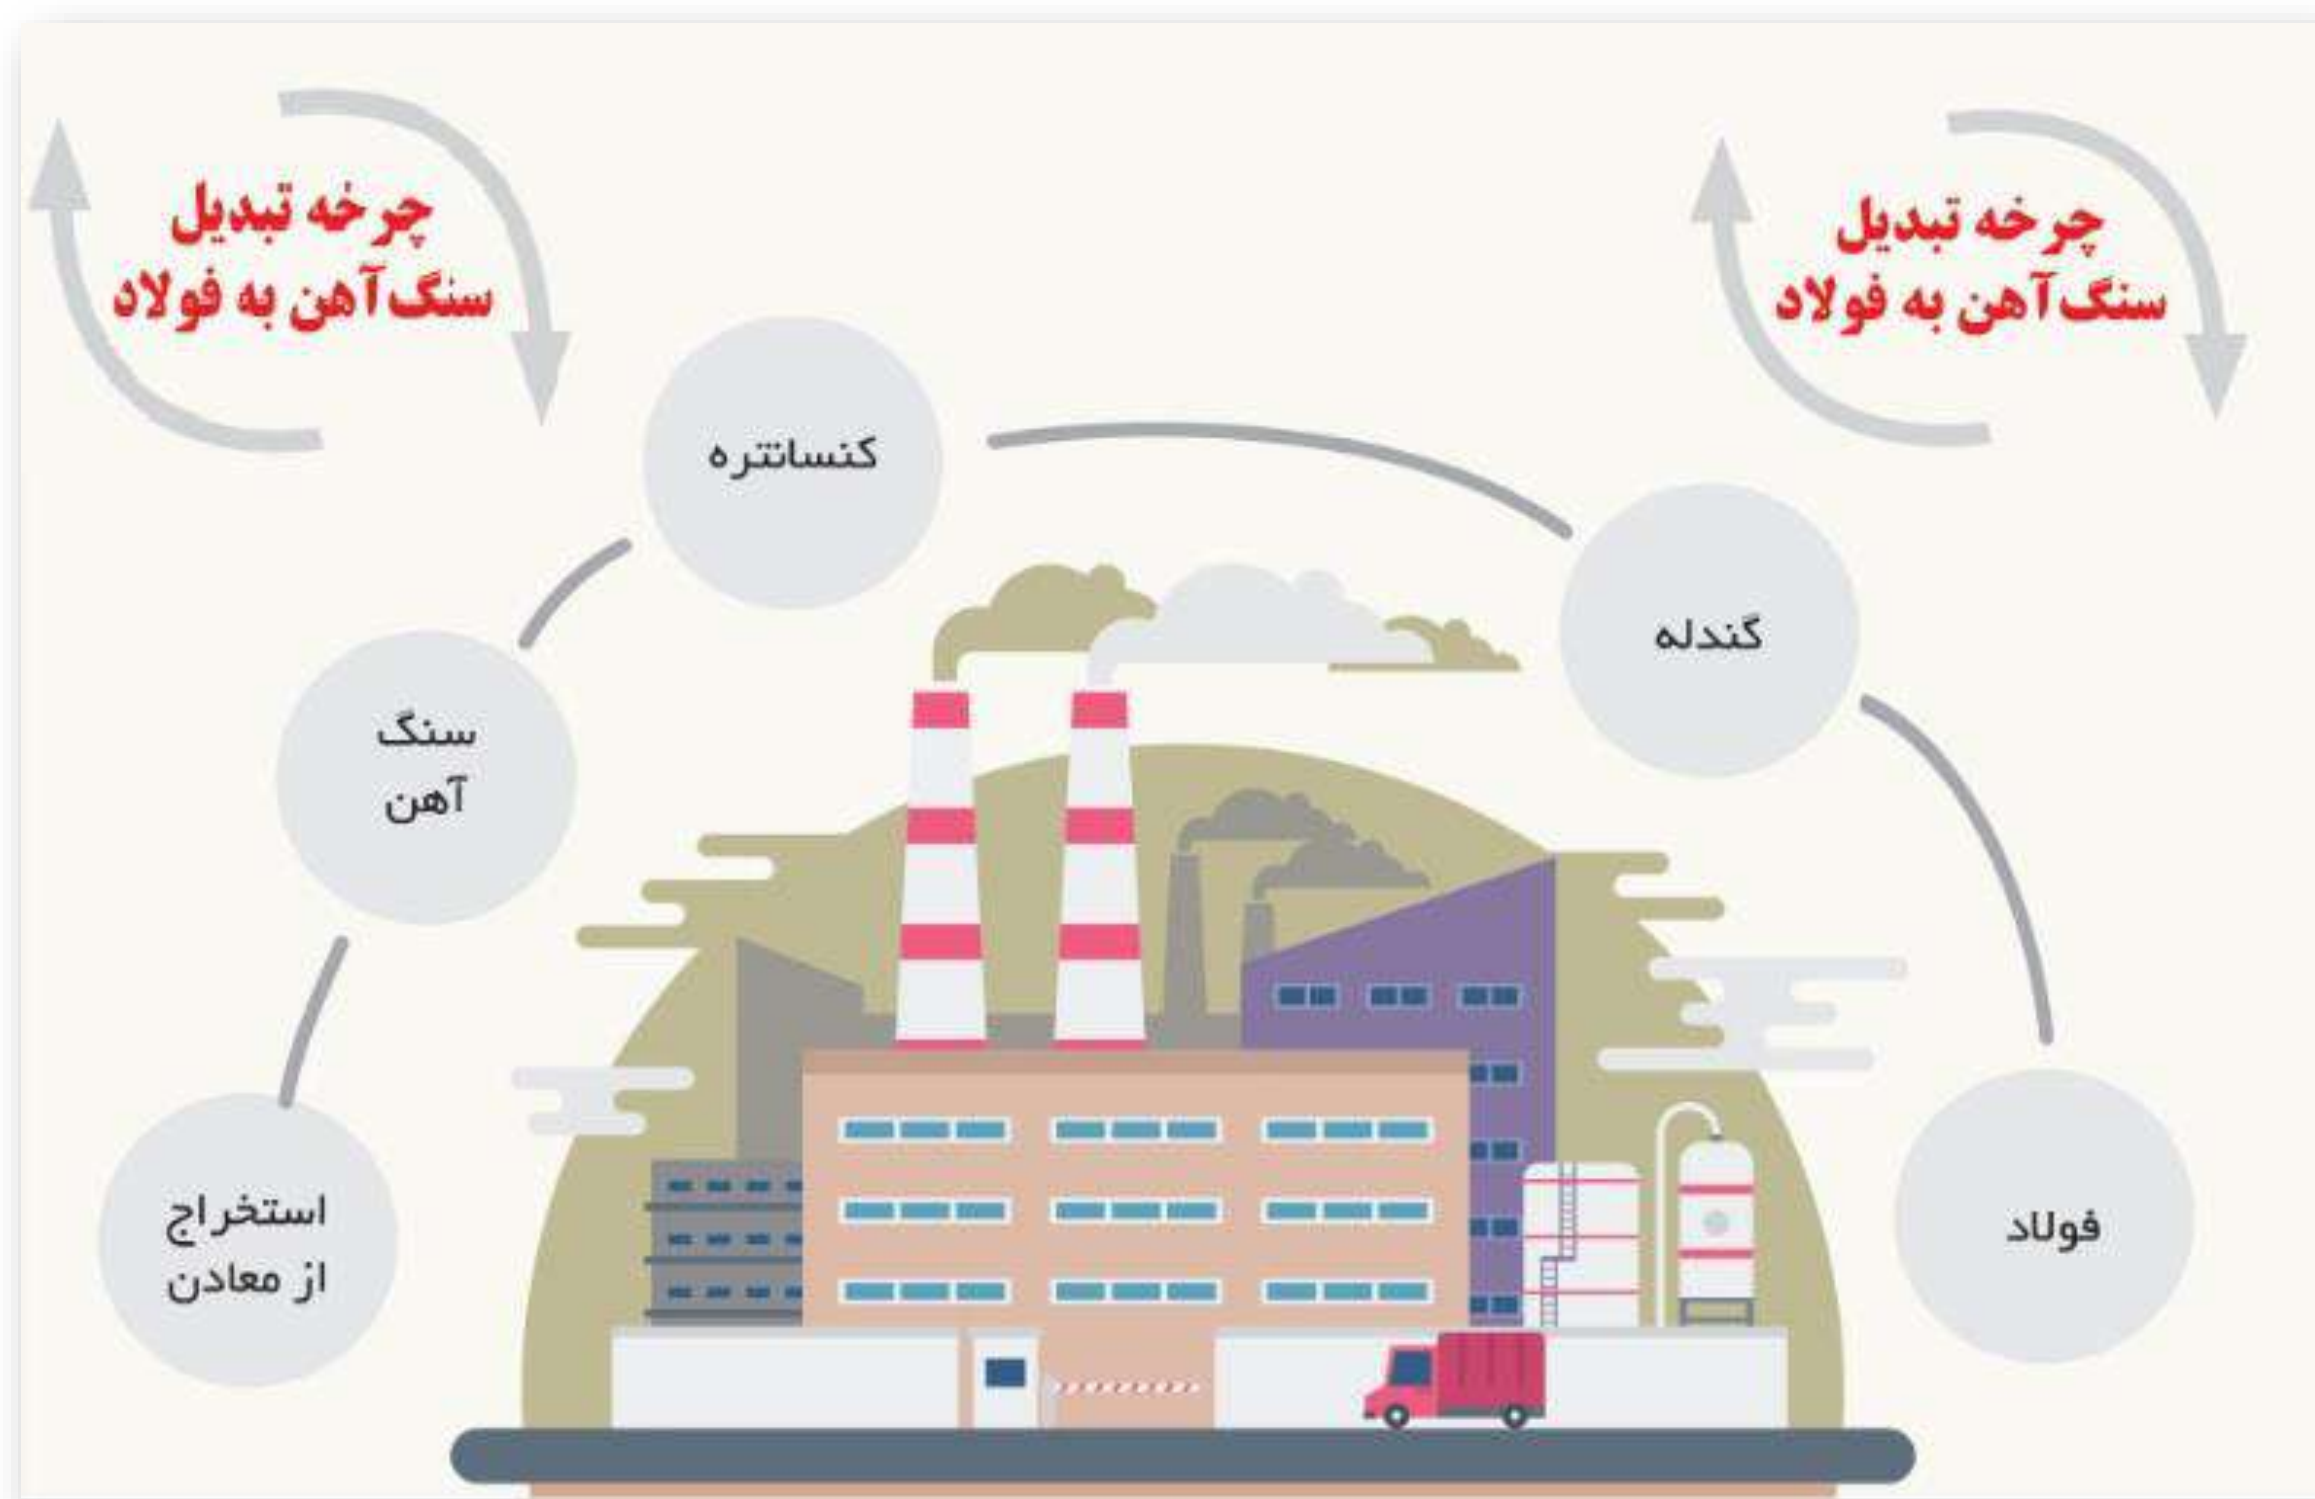 چرخه تبدیل
سنگ‌آهن به فولاد
چرخه تبدیل
سنگ‌آهن به فولاد
کنسانتره
گندله
سنگ
آهن
استخراج
از معادن
فولاد